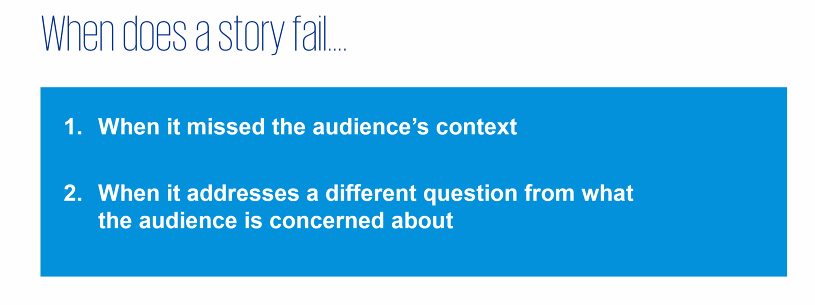 When does a story fail....
1. When it missed the audience’s context
2. When it addresses a different question from what
the audience is concerned about